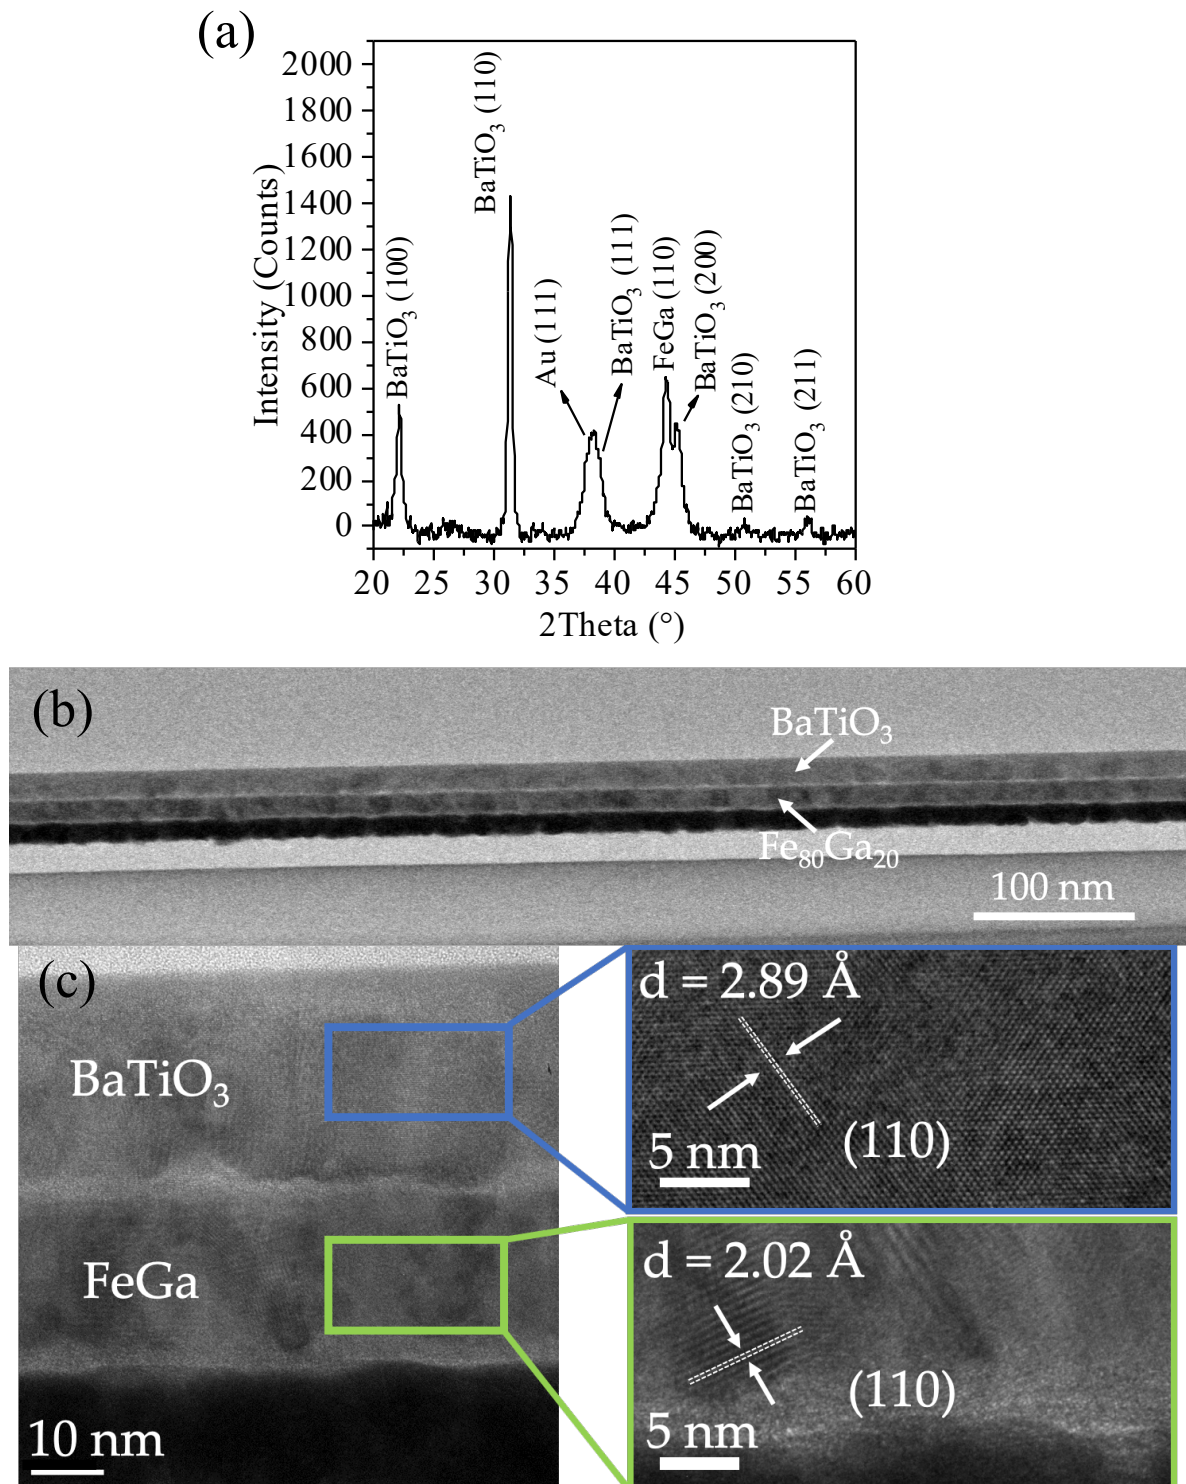 (a)
2000
1800
1600
1400
1200
1000
800
600
400
200
0
Intensity (Counts)
BaTiO₃ (100)
BaTiO₃ (110)
Au (111)
BaTiO₃ (111)
FeGa (110)
BaTiO₃ (200)
BaTiO₃ (210)
BaTiO₃ (211)
20 25 30 35 40 45 50 55 60
2Theta (°)
(b)
BaTiO₃
Fe₈₀Ga₂₀
100 nm
(c)
BaTiO₃
FeGa
10 nm
d = 2.89 Å
(110)
5 nm
d = 2.02 Å
(110)
5 nm